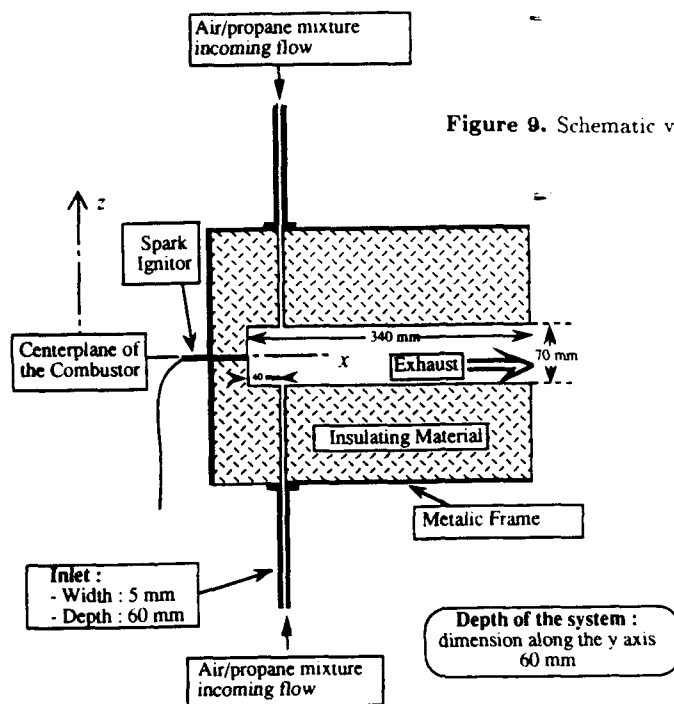 Air/propane mixture
incoming flow
Figure 9. Schematic v
z
Spark
Ignitor
340 mm
Centerplane of
the Combustor
x
70 mm
40 mm
Exhaust
Insulating Material
Metalic Frame
Inlet :
- Width : 5 mm
- Depth : 60 mm
Depth of the system :
dimension along the y axis
60 mm
Air/propane mixture
incoming flow